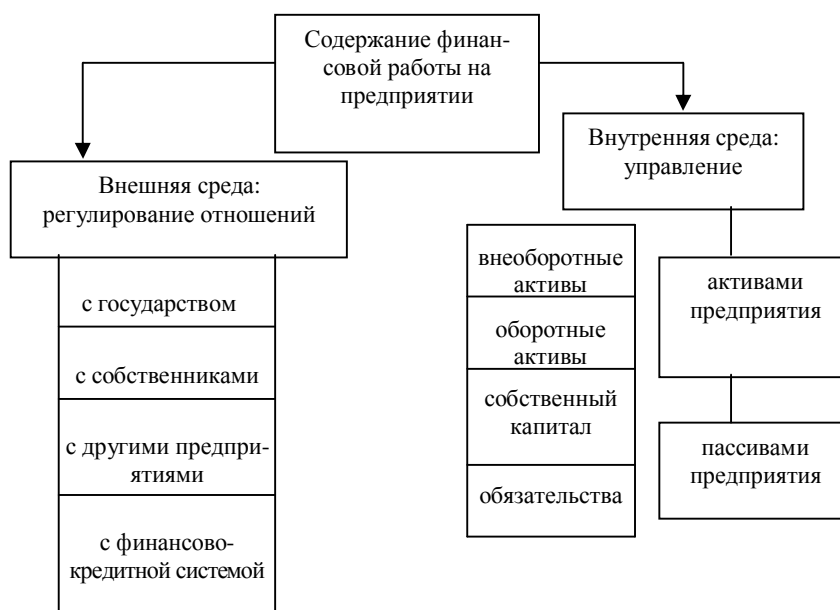 Содержание финан-
совой работы на
предприятии
Внешняя среда:
регулирование отношений
с государством
с собственниками
с другими предпри-
ятиями
с финансово-
кредитной системой
Внутренняя среда:
управление
внеоборотные
активы
оборотные
активы
собственный
капитал
обязательства
активами
предприятия
пассивами
предприятия